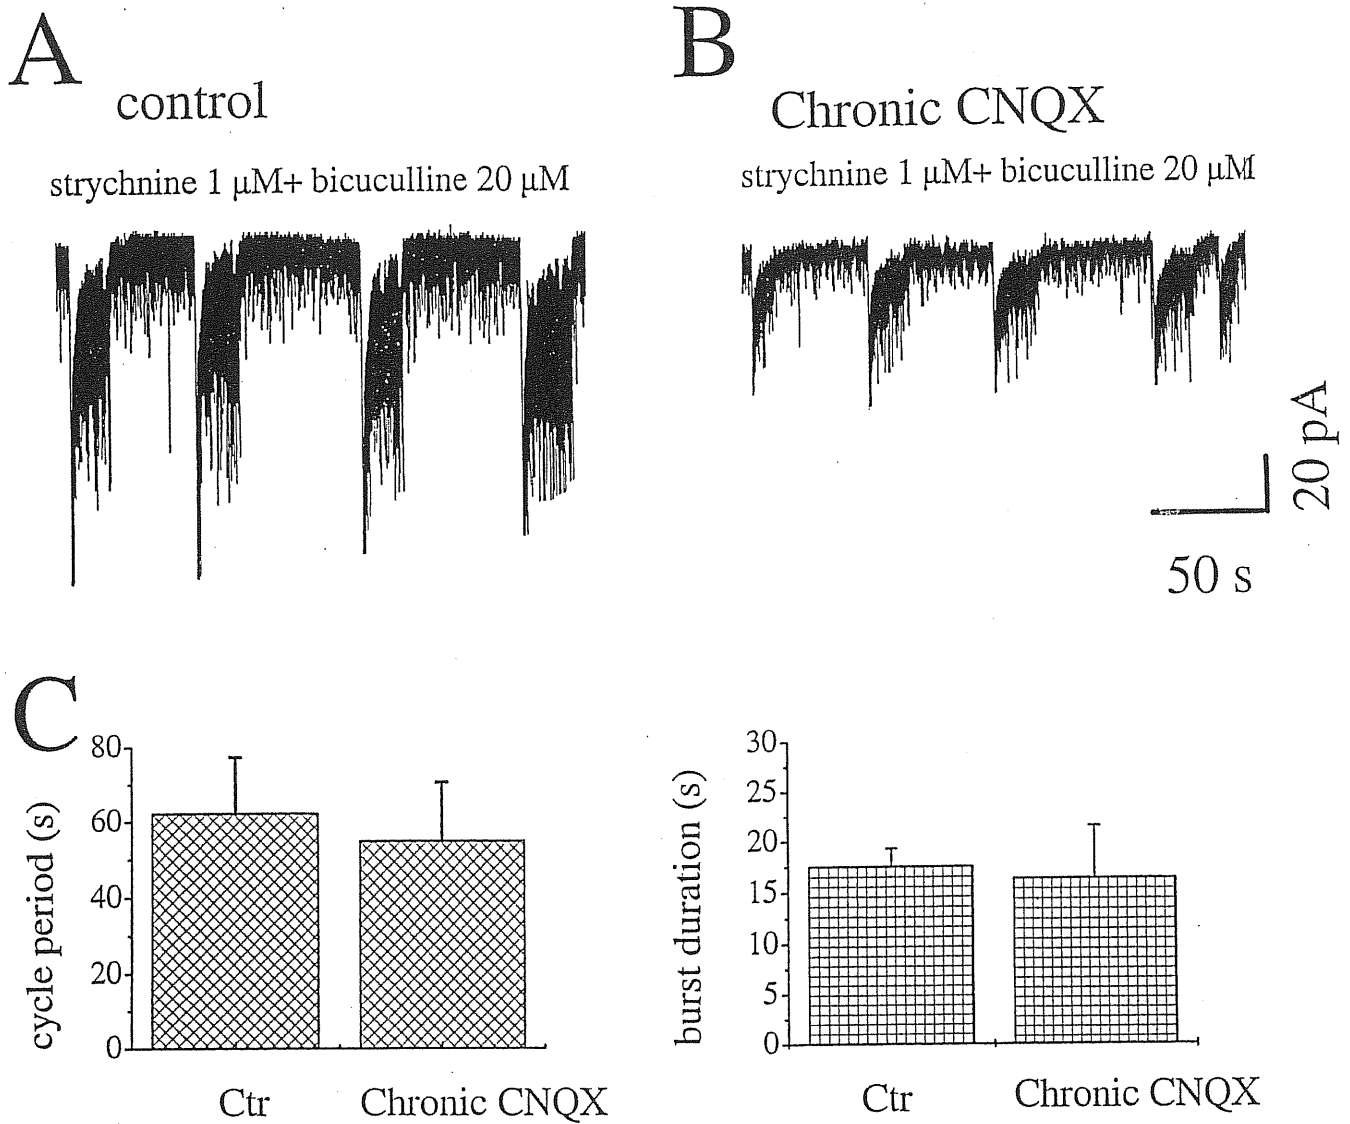 A
control
strychnine 1 μM+ bicuculline 20 μM
B
Chronic CNQX
strychnine 1 μM+ bicuculline 20 μM
20 pA
50 s
C
cycle period (s)
80
60
40
20
0
Ctr
Chronic CNQX
burst duration (s)
30
25
20
15
10
5
0
Ctr
Chronic CNQX